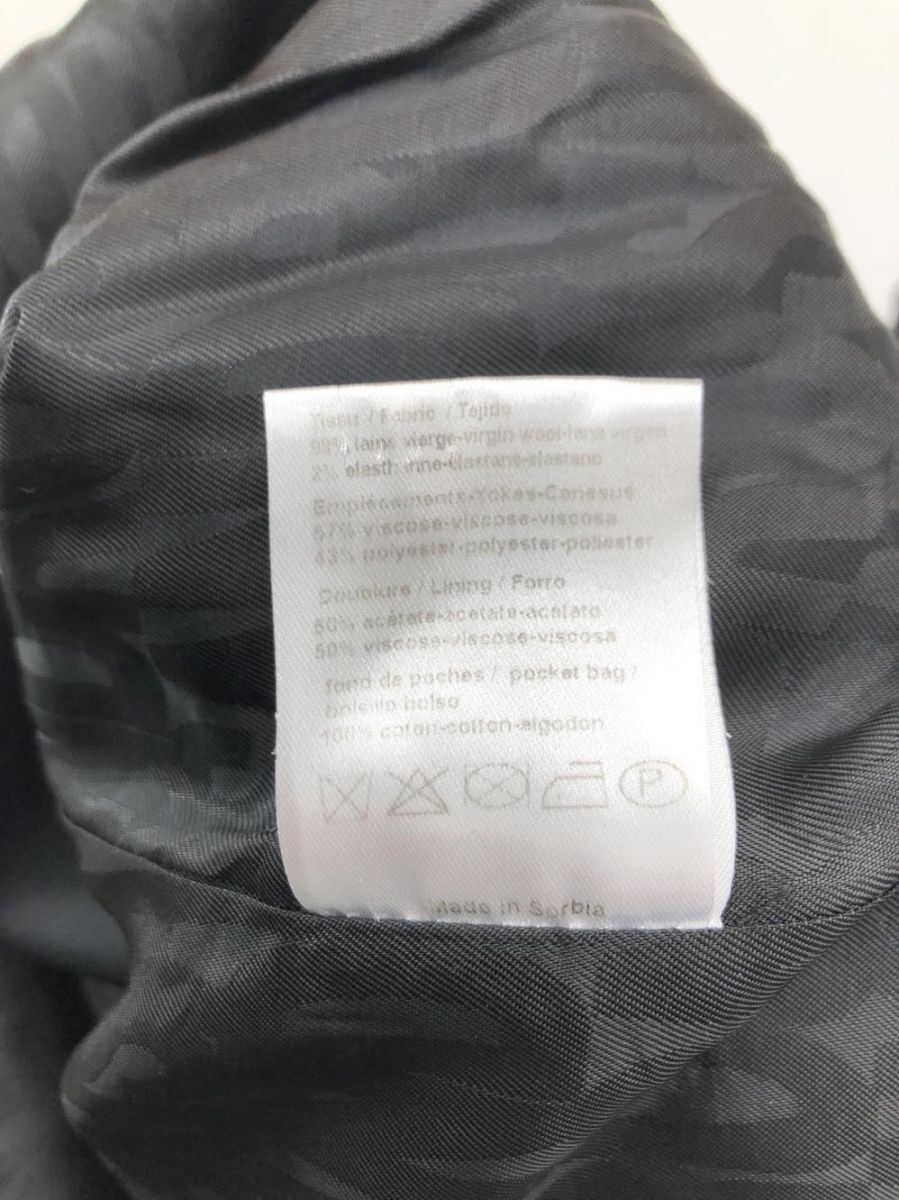 Tissu / Fabric / Tejido
98% laine vierge-virgin wool-lana virgen
2% elasthanne-elastane-elastano
Empiècements-Yokes-Canesus
57% viscose-viscose-viscosa
43% polyester-polyester-poliester
Doublure / Lining / Forro
50% acétate-acetate-acetato
50% viscose-viscose-viscosa
fond de poches / pocket bag /
bolsillo bolso
100% coton-cotton-algodon
P
Made in Serbia